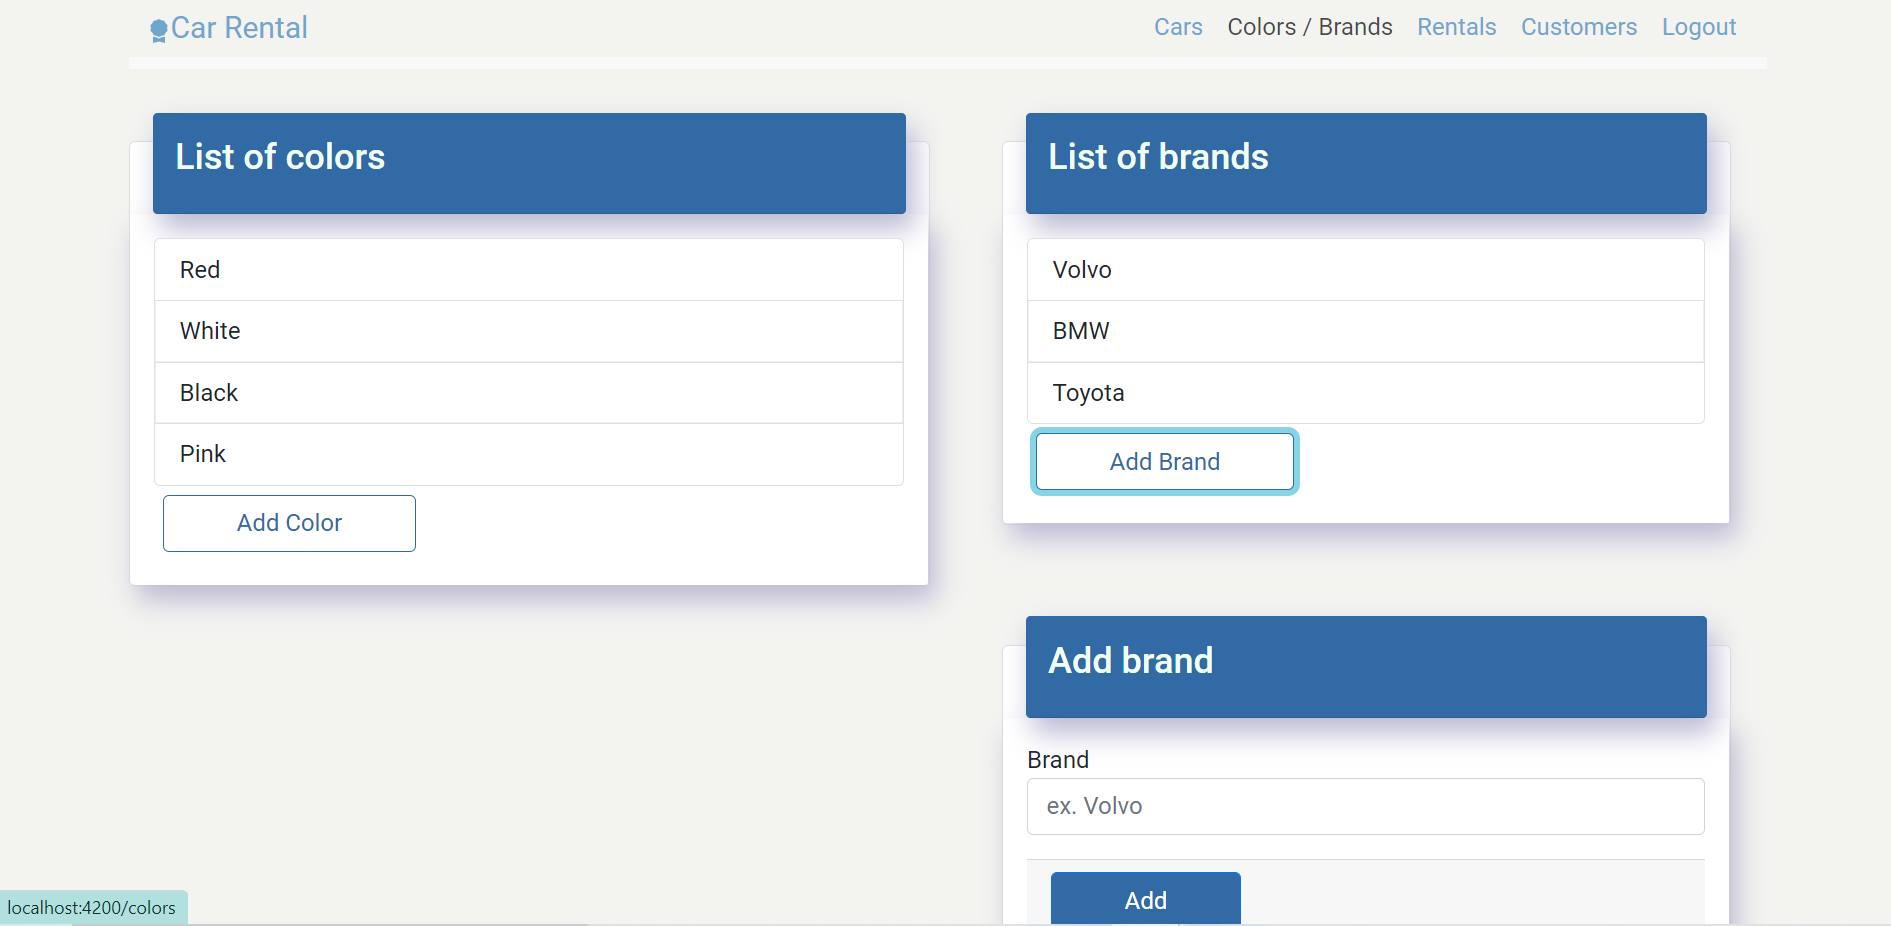 Car Rental
Cars Colors / Brands Rentals Customers Logout
List of colors
Red
White
Black
Pink
Add Color
List of brands
Volvo
BMW
Toyota
Add Brand
Add brand
Brand
ex. Volvo
Add
localhost:4200/colors